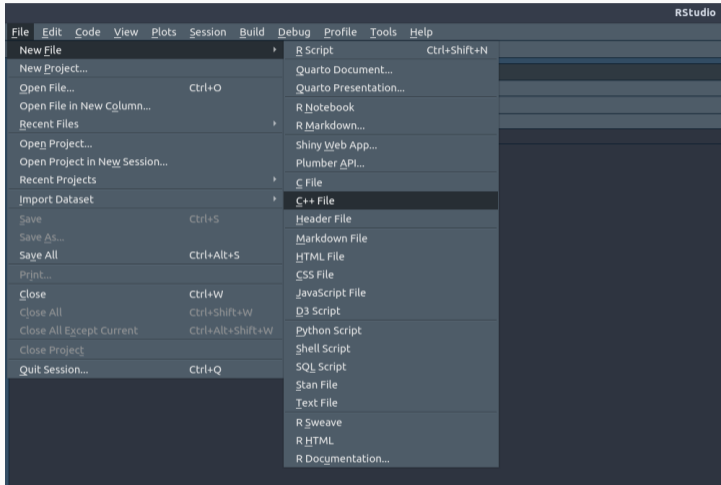 RStudio
File Edit Code View Plots Session Build Debug Profile Tools Help
New File
New Project...
Open File... Ctrl+O
Open File in New Column...
Recent Files
Open Project...
Open Project in New Session...
Recent Projects
Import Dataset
Save Ctrl+S
Save As...
Save All Ctrl+Alt+S
Print...
Close Ctrl+W
Close All Ctrl+Shift+W
Close All Except Current Ctrl+Alt+Shift+W
Close Project
Quit Session... Ctrl+Q
R Script Ctrl+Shift+N
Quarto Document...
Quarto Presentation...
R Notebook
R Markdown...
Shiny Web App...
Plumber API...
C File
C++ File
Header File
Markdown File
HTML File
CSS File
JavaScript File
D3 Script
Python Script
Shell Script
SQL Script
Stan File
Text File
R Sweave
R HTML
R Documentation...